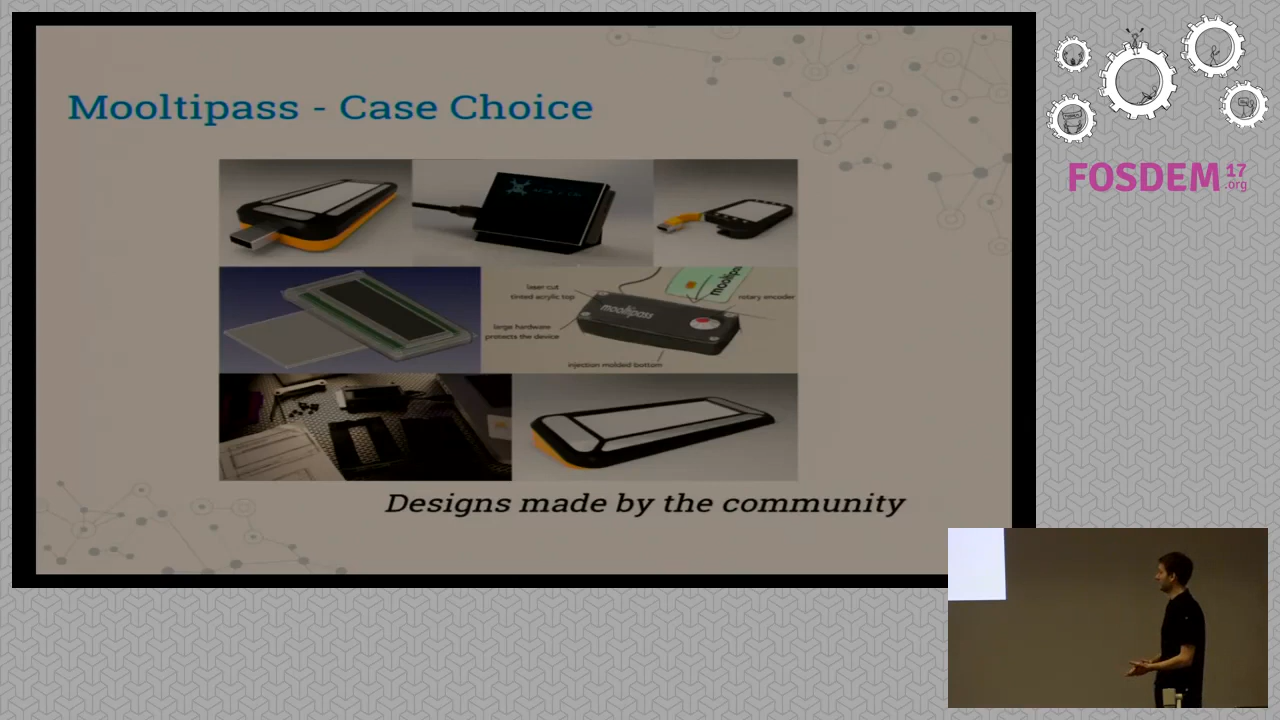 Mooltipass - Case Choice
laser cut
tinted acrylic top
mooltipass
rotary encoder
mooltipass
large hardware
protects the device
injection molded bottom
Designs made by the community
FOSDEM 17
.org